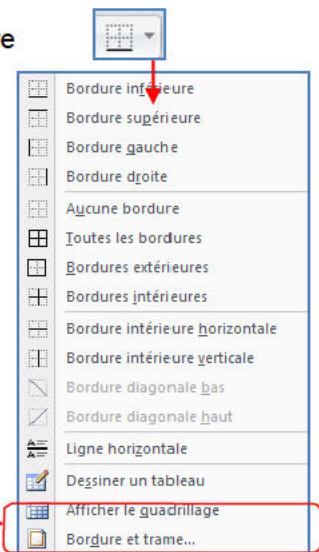 re
Bordure inférieure
Bordure supérieure
Bordure gauche
Bordure droite
Aucune bordure
Toutes les bordures
Bordures extérieures
Bordures intérieures
Bordure intérieure horizontale
Bordure intérieure verticale
Bordure diagonale bas
Bordure diagonale haut
Ligne horizontale
Dessiner un tableau
Afficher le quadrillage
Bordure et trame...